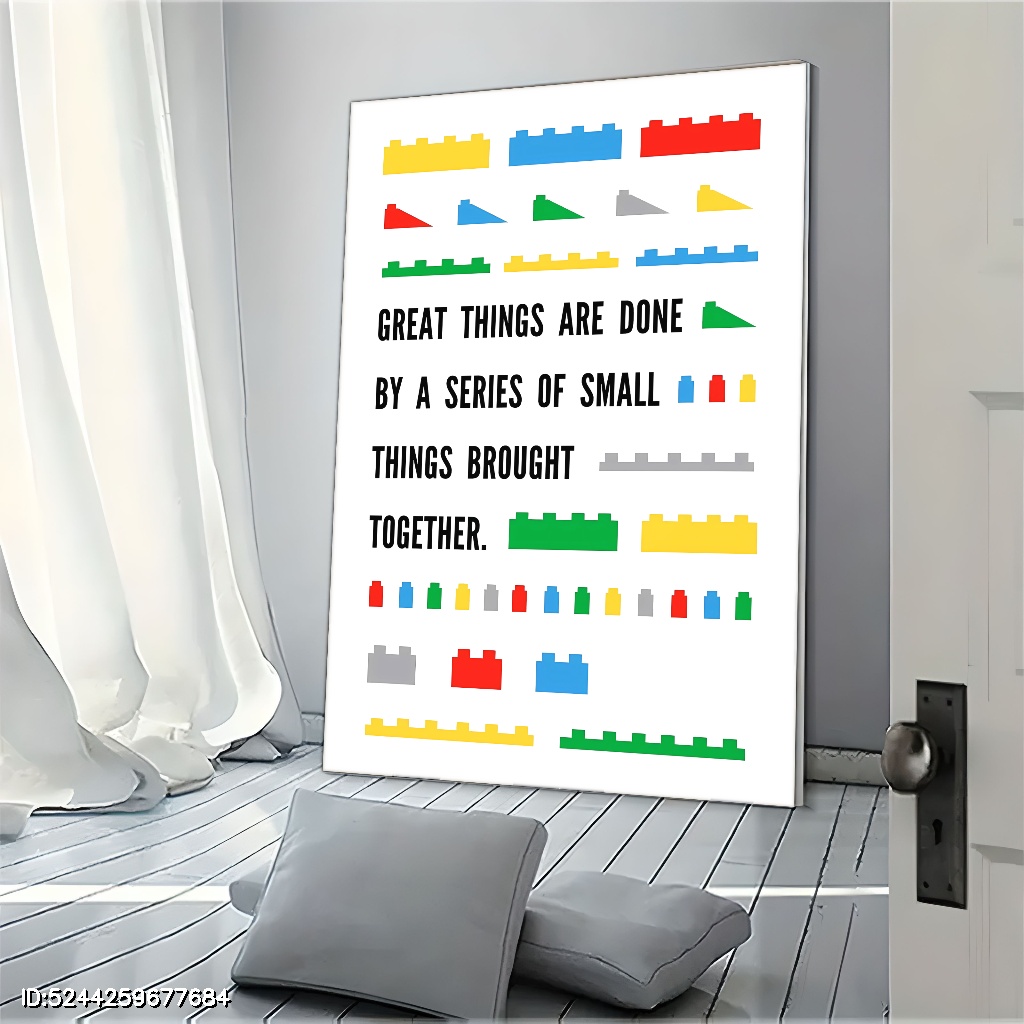 GREAT THINGS ARE DONE
BY A SERIES OF SMALL
THINGS BROUGHT
TOGETHER.
ID:5244259677684